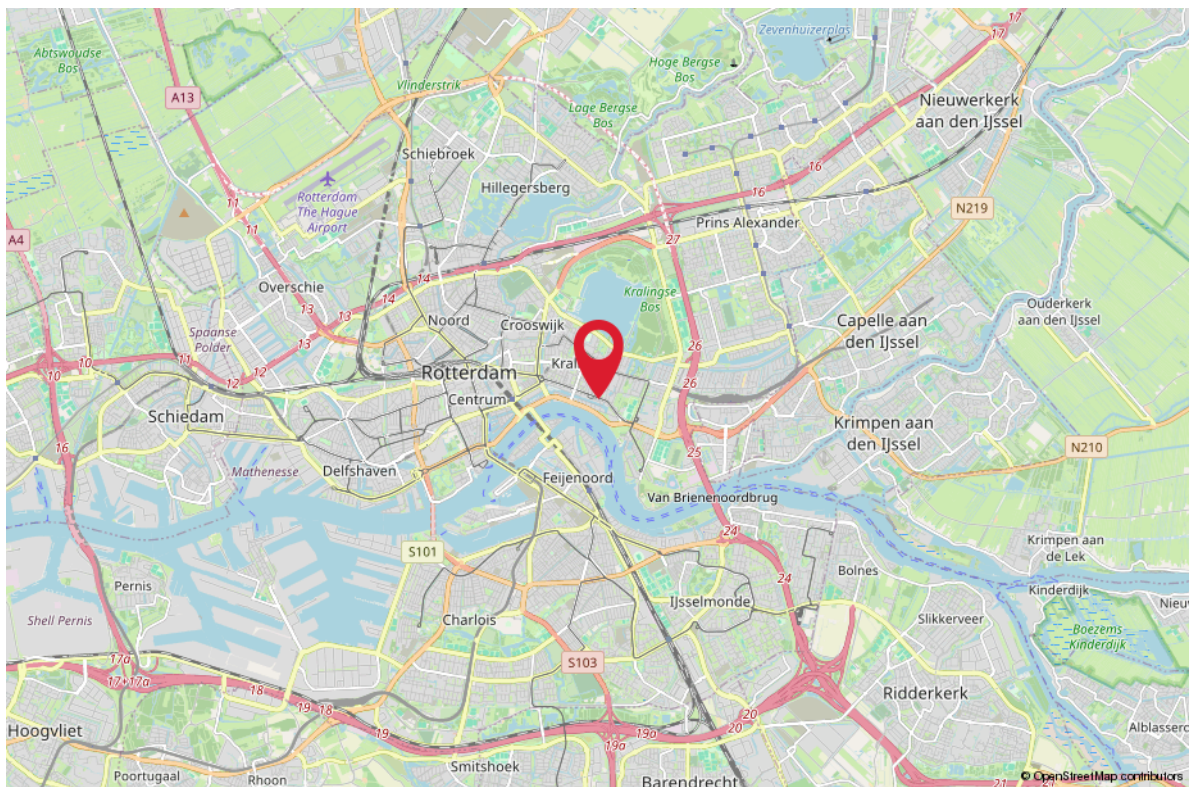 17
Zevenhuizerplas
17
Abtswoudse
Bos
Hoge Bergse
Bos
Vlinderstrik
A13
Nieuwerkerk
aan den IJssel
Lage Bergse
Bos
16
Schiebroek
Hillegersberg
16
11
Rotterdam
The Hague
Airport
N219
Prins Alexander
11
A4
27
14
Overschie
14
Kralingse
Bos
Ouderkerk
aan den IJssel
13
13
Noord
Crooswijk
Capelle aan
den IJssel
Spaanse
Polder
13
26
11
10
Rotterdam
10
12
12
26
Centrum
Schiedam
Krimpen aan
den IJssel
16
N210
25
Mathenesse
Delfshaven
Feijenoord
Van Brienenoordbrug
24
S101
Krimpen aan
de Lek
Bolnes
24
Pernis
Kinderdijk
IJsselmonde
Shell Pernis
Charlois
Slikkerveer
Boezems
Kinderdijk
17a
S103
17+17a
18
Ridderkerk
19
18
20
Hoogvliet
19
19a
20
Alblasserd
19a
Smitshoek
Poortugaal
Rhoon
Barendrecht
21
© OpenStreetMap contributors